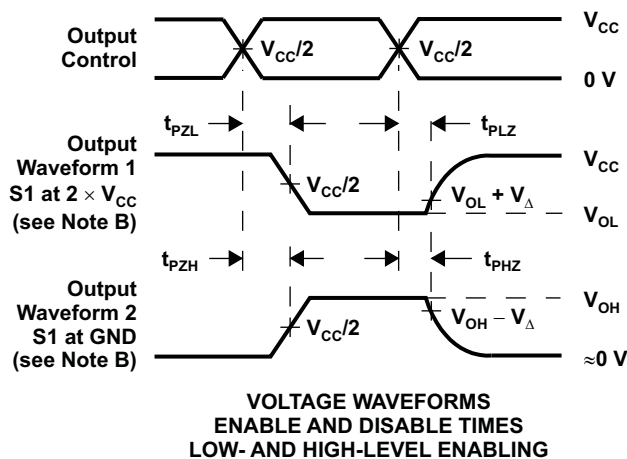 Output
Control
V_CC/2
V_CC/2
V_CC
0 V
t_PZL
t_PLZ
Output
Waveform 1
S1 at 2 × V_CC
(see Note B)
V_CC/2
V_CC
V_OL + V_Δ
V_OL
t_PZH
t_PHZ
Output
Waveform 2
S1 at GND
(see Note B)
V_CC/2
V_OH
V_OH – V_Δ
≈0 V
VOLTAGE WAVEFORMS
ENABLE AND DISABLE TIMES
LOW- AND HIGH-LEVEL ENABLING